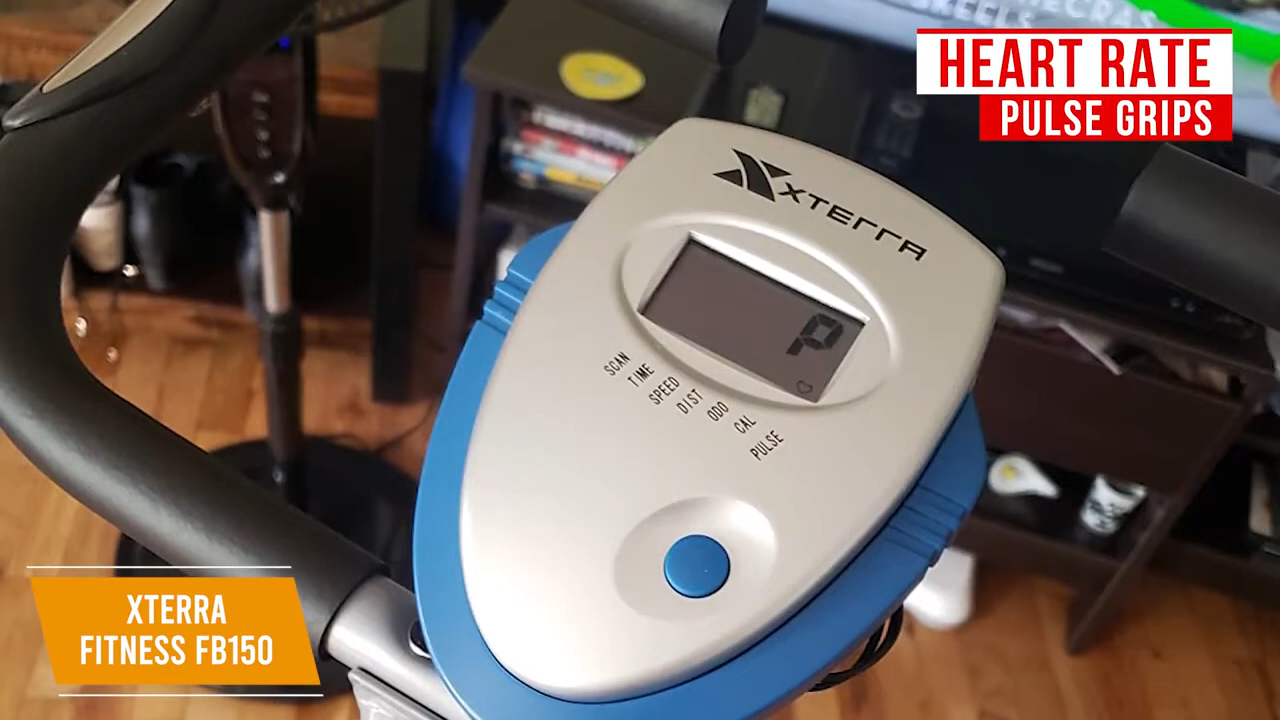 HEART RATE
PULSE GRIPS
XTERRA
P
SCAN
TIME
SPEED
DIST
ODO
CAL
PULSE
XTERRA
FITNESS FB150